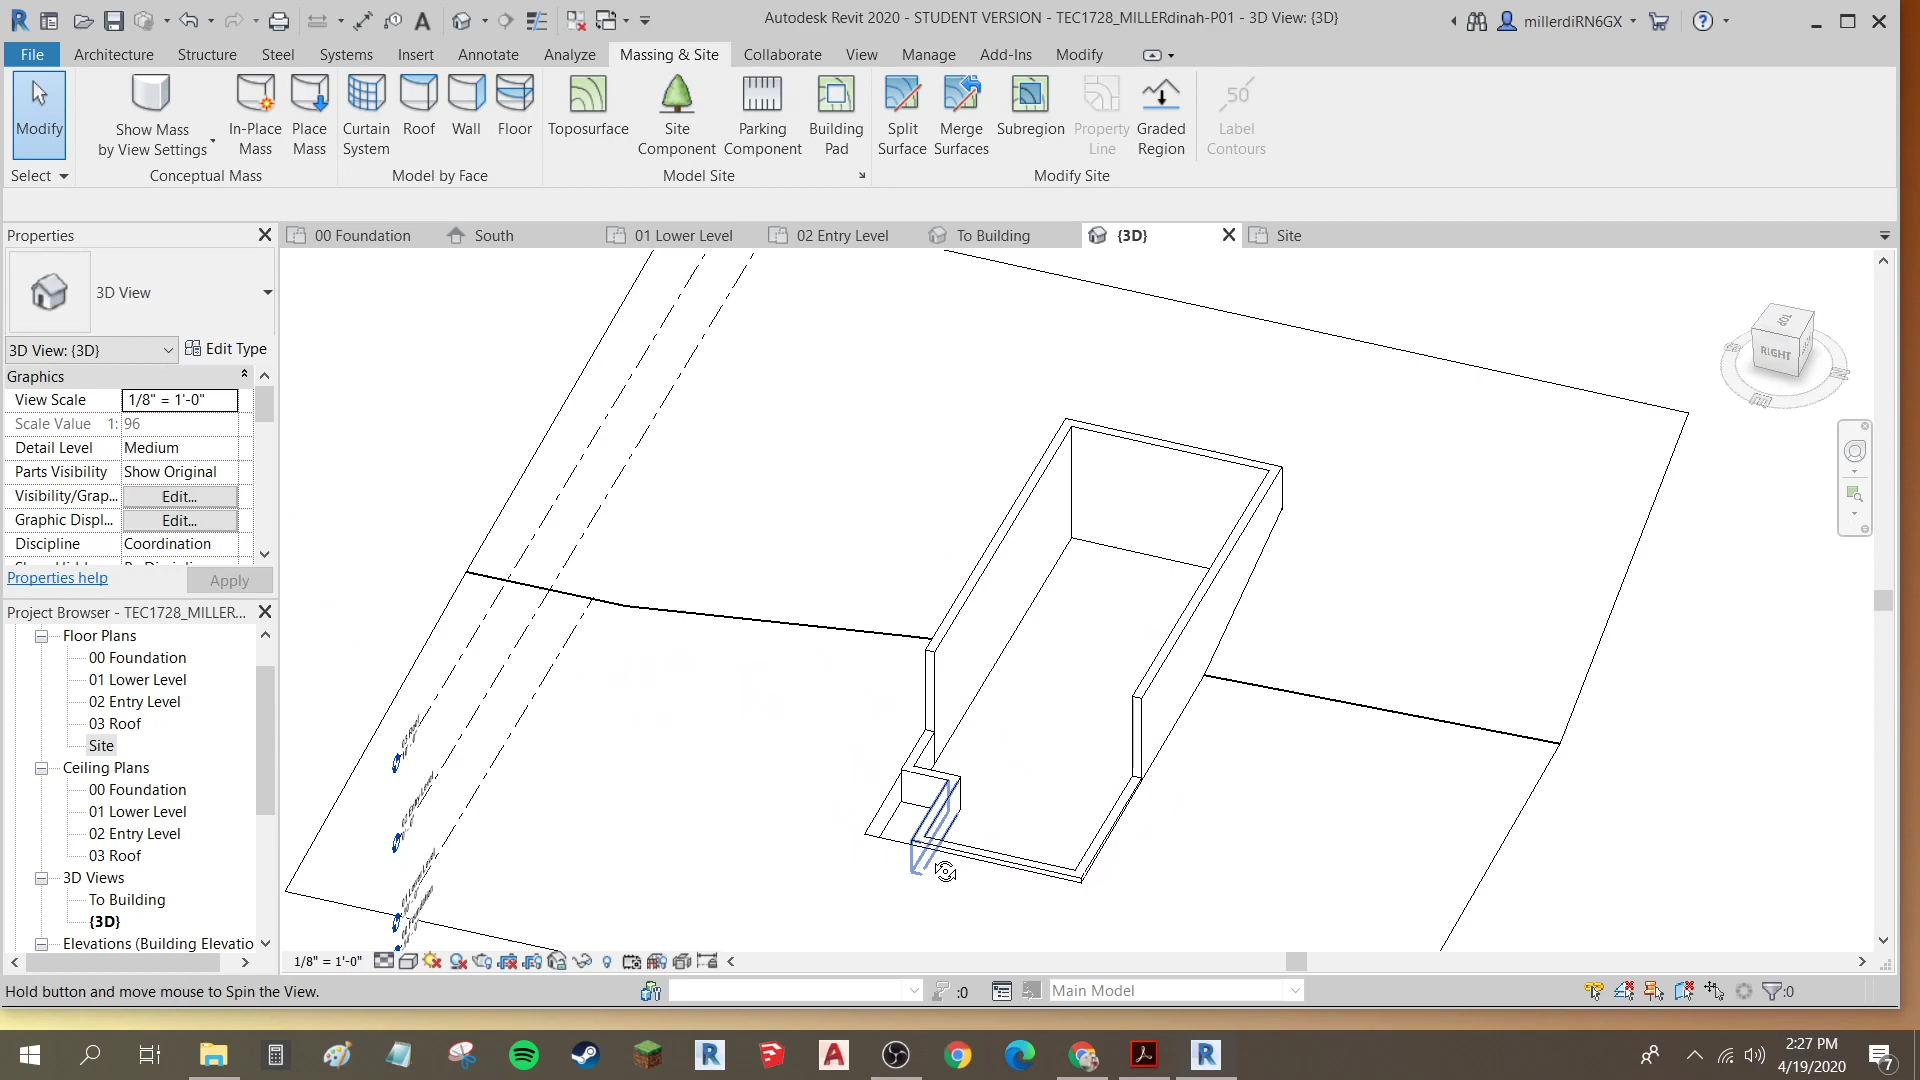 Autodesk Revit 2020 - STUDENT VERSION - TEC1728_MILLERdinah-P01 - 3D View: {3D}
millerdiRN6GX
File Architecture Structure Steel Systems Insert Annotate Analyze Massing & Site Collaborate View Manage Add-Ins Modify
Modify
Show Mass
by View Settings
In-Place
Mass
Place
Mass
Curtain
System
Roof
Wall
Floor
Toposurface
Site
Component
Parking
Component
Building
Pad
Split
Surface
Merge
Surfaces
Subregion
Property
Line
Graded
Region
50
Label
Contours
Select
Conceptual Mass
Model by Face
Model Site
Modify Site
Properties
00 Foundation
South
01 Lower Level
02 Entry Level
To Building
{3D}
Site
3D View
3D View: {3D}
Edit Type
Graphics
View Scale 1/8" = 1'-0"
Scale Value 1: 96
Detail Level Medium
Parts Visibility Show Original
Visibility/Grap... Edit...
Graphic Displ... Edit...
Discipline Coordination
Properties help
Apply
Project Browser - TEC1728_MILLER...
Floor Plans
00 Foundation
01 Lower Level
02 Entry Level
03 Roof
Site
Ceiling Plans
00 Foundation
01 Lower Level
02 Entry Level
03 Roof
3D Views
To Building
{3D}
Elevations (Building Elevatio
TOP
RIGHT
1/8" = 1'-0"
Hold button and move mouse to Spin the View.
:0
Main Model
:0
2:27 PM
4/19/2020
7